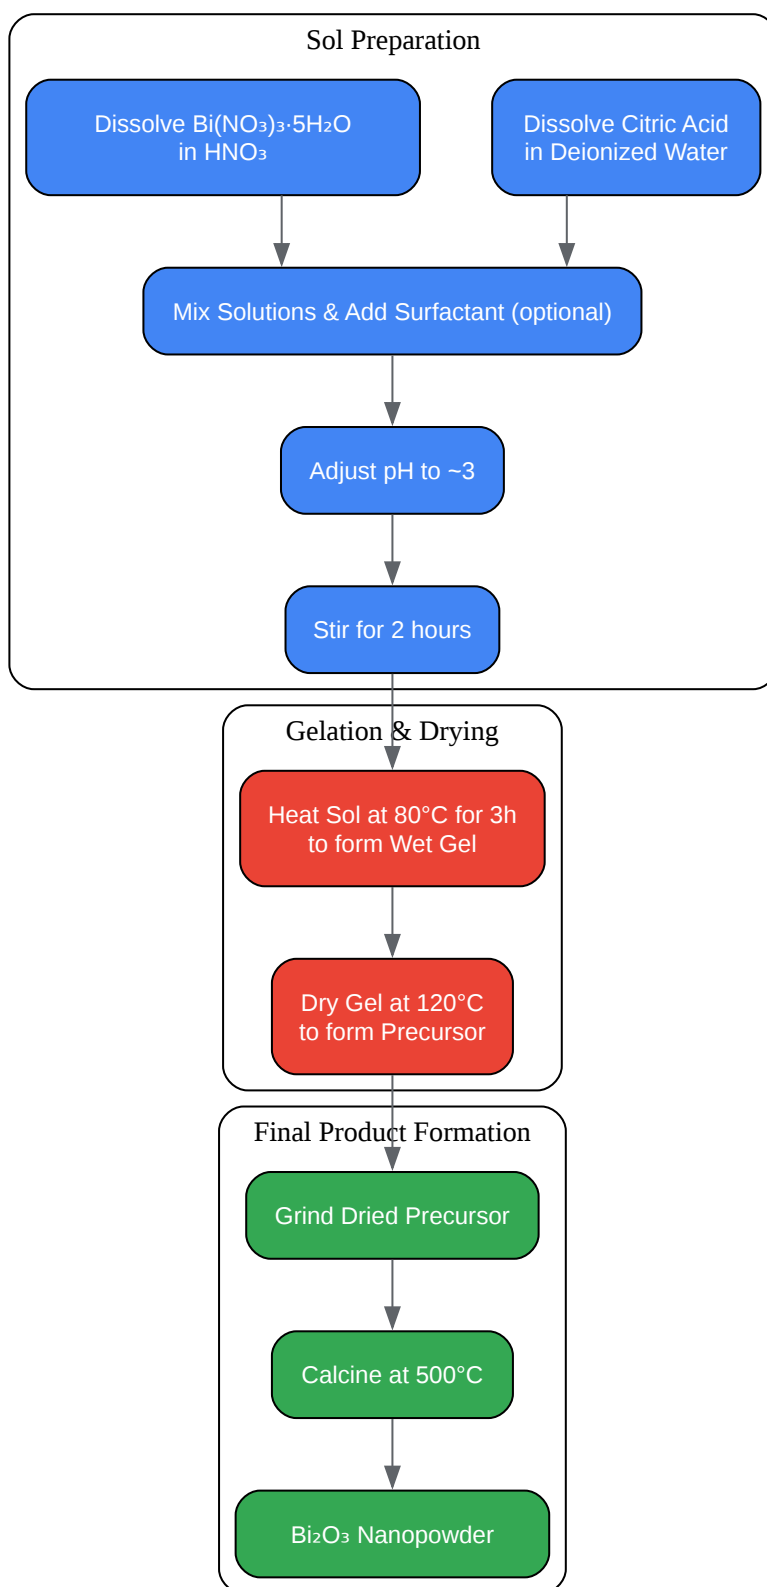 Sol Preparation
Dissolve Bi(NO₃)₃·5H₂O
in HNO₃
Dissolve Citric Acid
in Deionized Water
Mix Solutions & Add Surfactant (optional)
Adjust pH to ~3
Stir for 2 hours
Gelation & Drying
Heat Sol at 80°C for 3h
to form Wet Gel
Dry Gel at 120°C
to form Precursor
Final Product Formation
Grind Dried Precursor
Calcine at 500°C
Bi₂O₃ Nanopowder